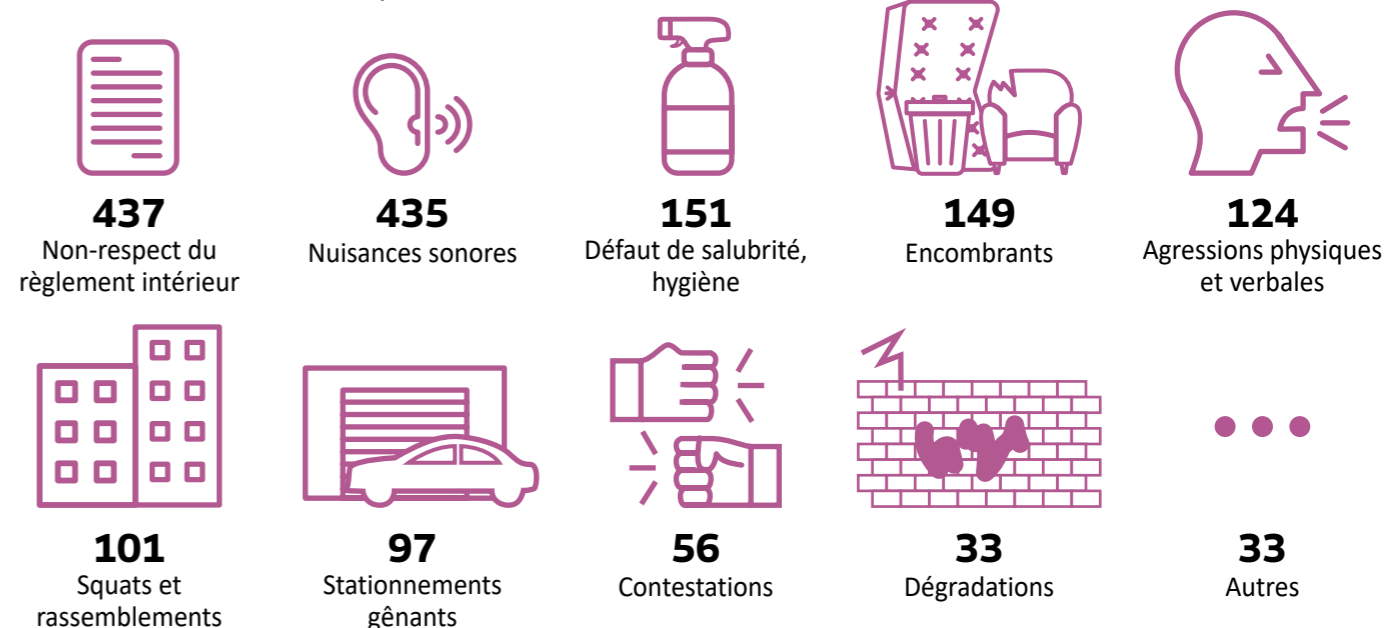 437
Non-respect du
règlement intérieur
435
Nuisances sonores
151
Défaut de salubrité,
hygiène
149
Encombrants
124
Agressions physiques
et verbales
101
Squats et
rassemblements
97
Stationnements
gênants
56
Contestations
33
Dégradations
33
Autres